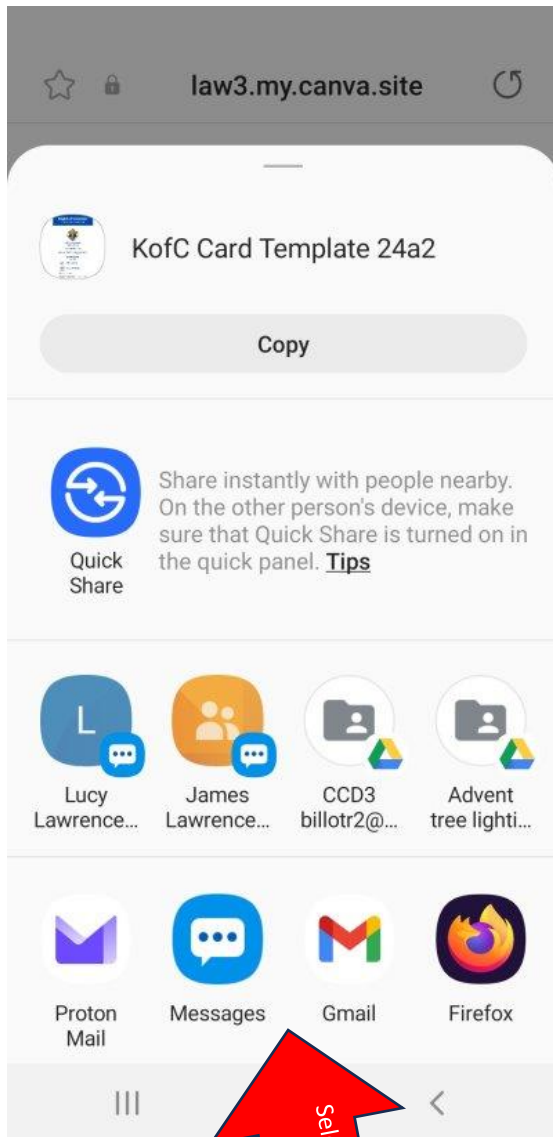 law3.my.canva.site
KofC Card Template 24a2
Copy
Share instantly with people nearby.
On the other person's device, make
sure that Quick Share is turned on in
the quick panel. Tips
Quick
Share
L
Lucy
Lawrence...
James
Lawrence...
CCD3
billotr2@...
Advent
tree lighti...
Proton
Mail
Messages
Gmail
Firefox
Sel